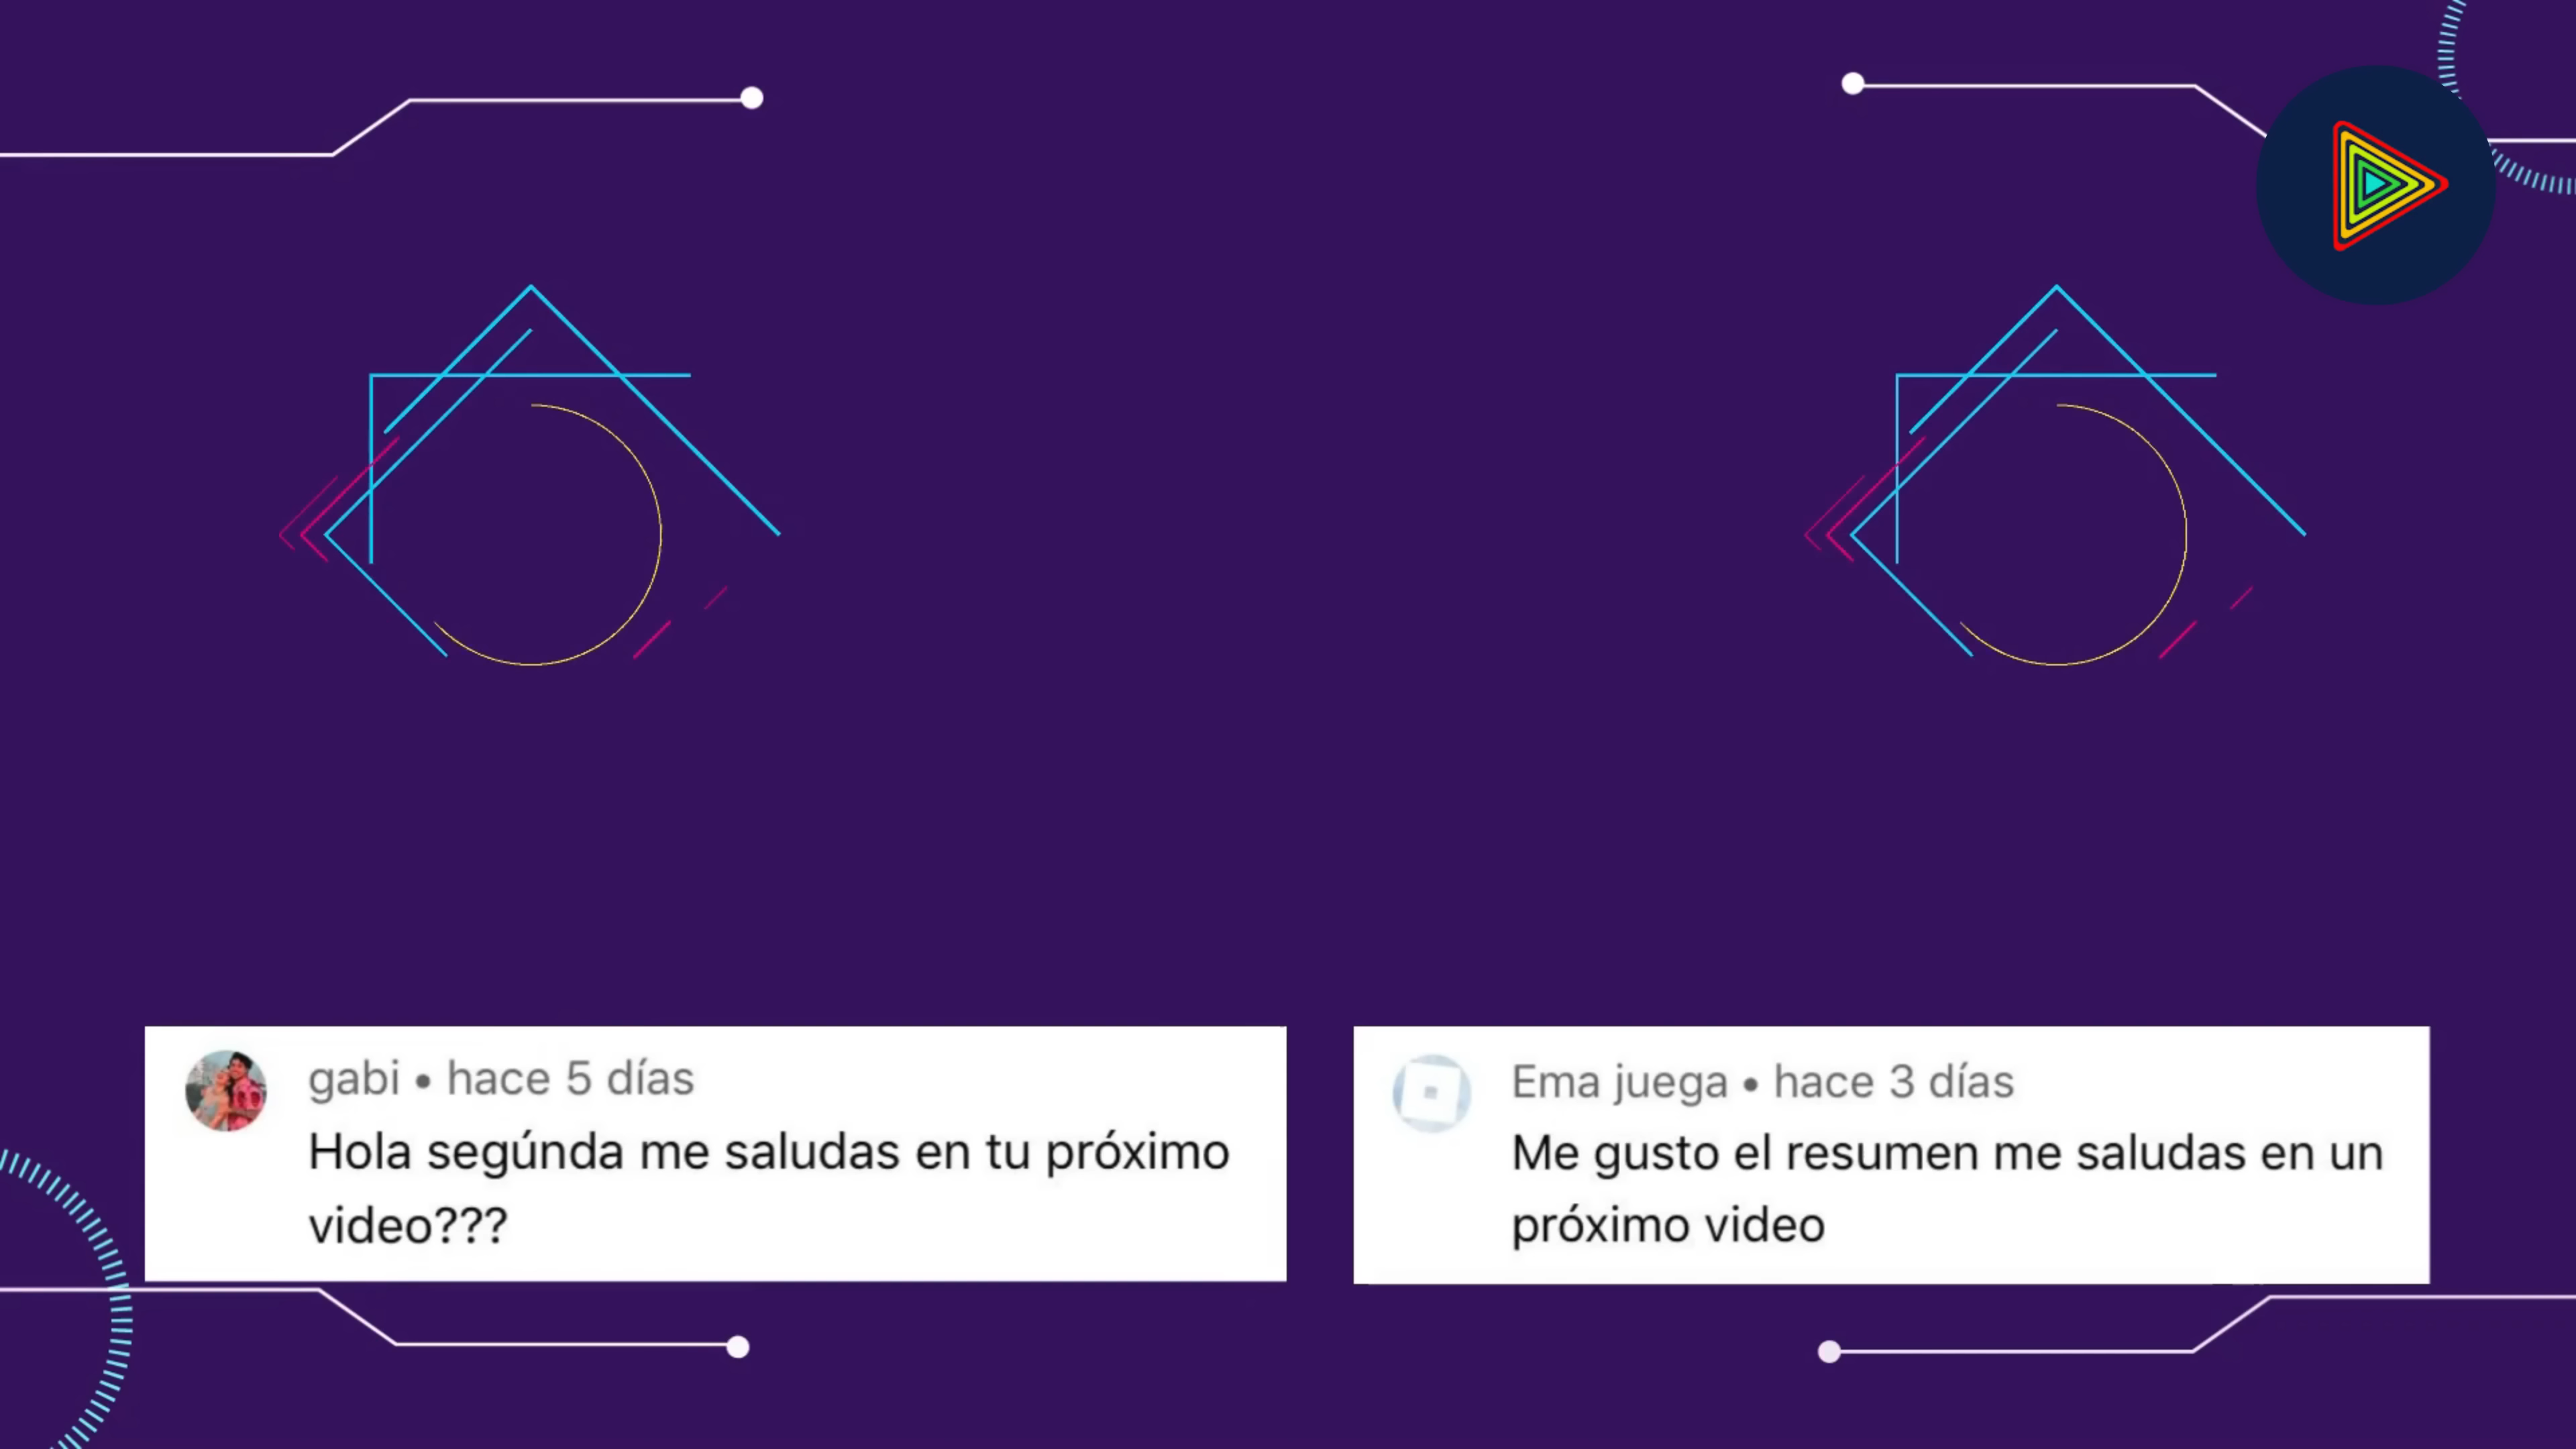 gabi • hace 5 días
Hola segúnda me saludas en tu próximo
video???
Ema juega • hace 3 días
Me gusto el resumen me saludas en un
próximo video